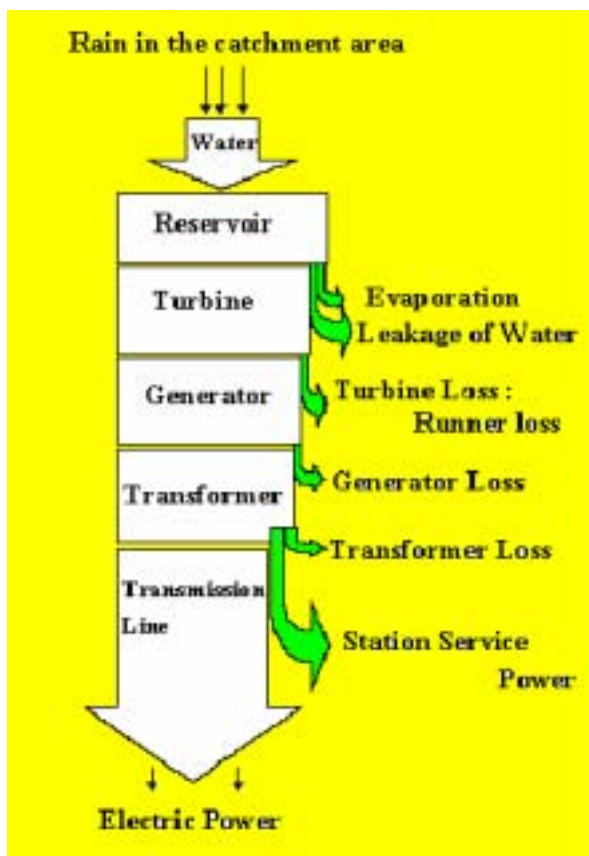 Rain in the catchment area
Water
Reservoir
Turbine
Evaporation
Leakage of Water
Generator
Turbine Loss :
Runner loss
Transformer
Generator Loss
Transformer Loss
Transmission
Line
Station Service
Power
Electric Power